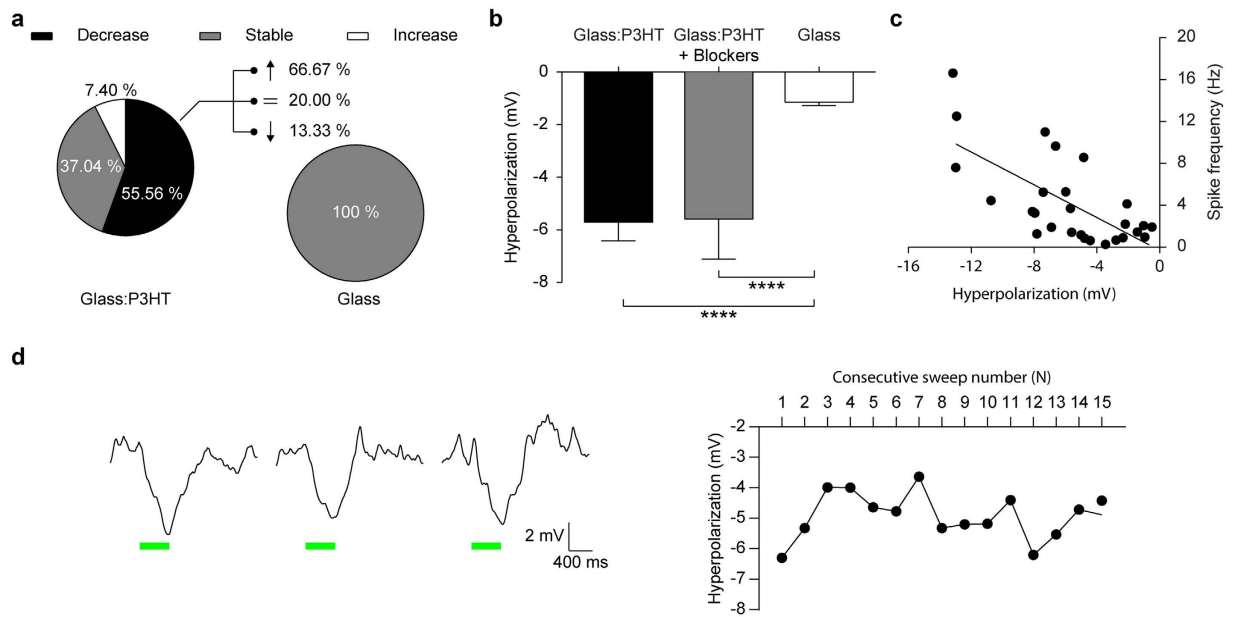 a
Decrease Stable Increase
7.40 %
37.04 %
55.56 %
↑ 66.67 %
= 20.00 %
↓ 13.33 %
100 %
Glass:P3HT
Glass
b
Glass:P3HT Glass:P3HT + Blockers Glass
Hyperpolarization (mV)
0
-2
-4
-6
-8
****
****
c
20
16
12
8
4
0
Spike frequency (Hz)
-16 -12 -8 -4 0
Hyperpolarization (mV)
d
2 mV
400 ms
Consecutive sweep number (N)
1 2 3 4 5 6 7 8 9 10 11 12 13 14 15
Hyperpolarization (mV)
-2
-3
-4
-5
-6
-7
-8